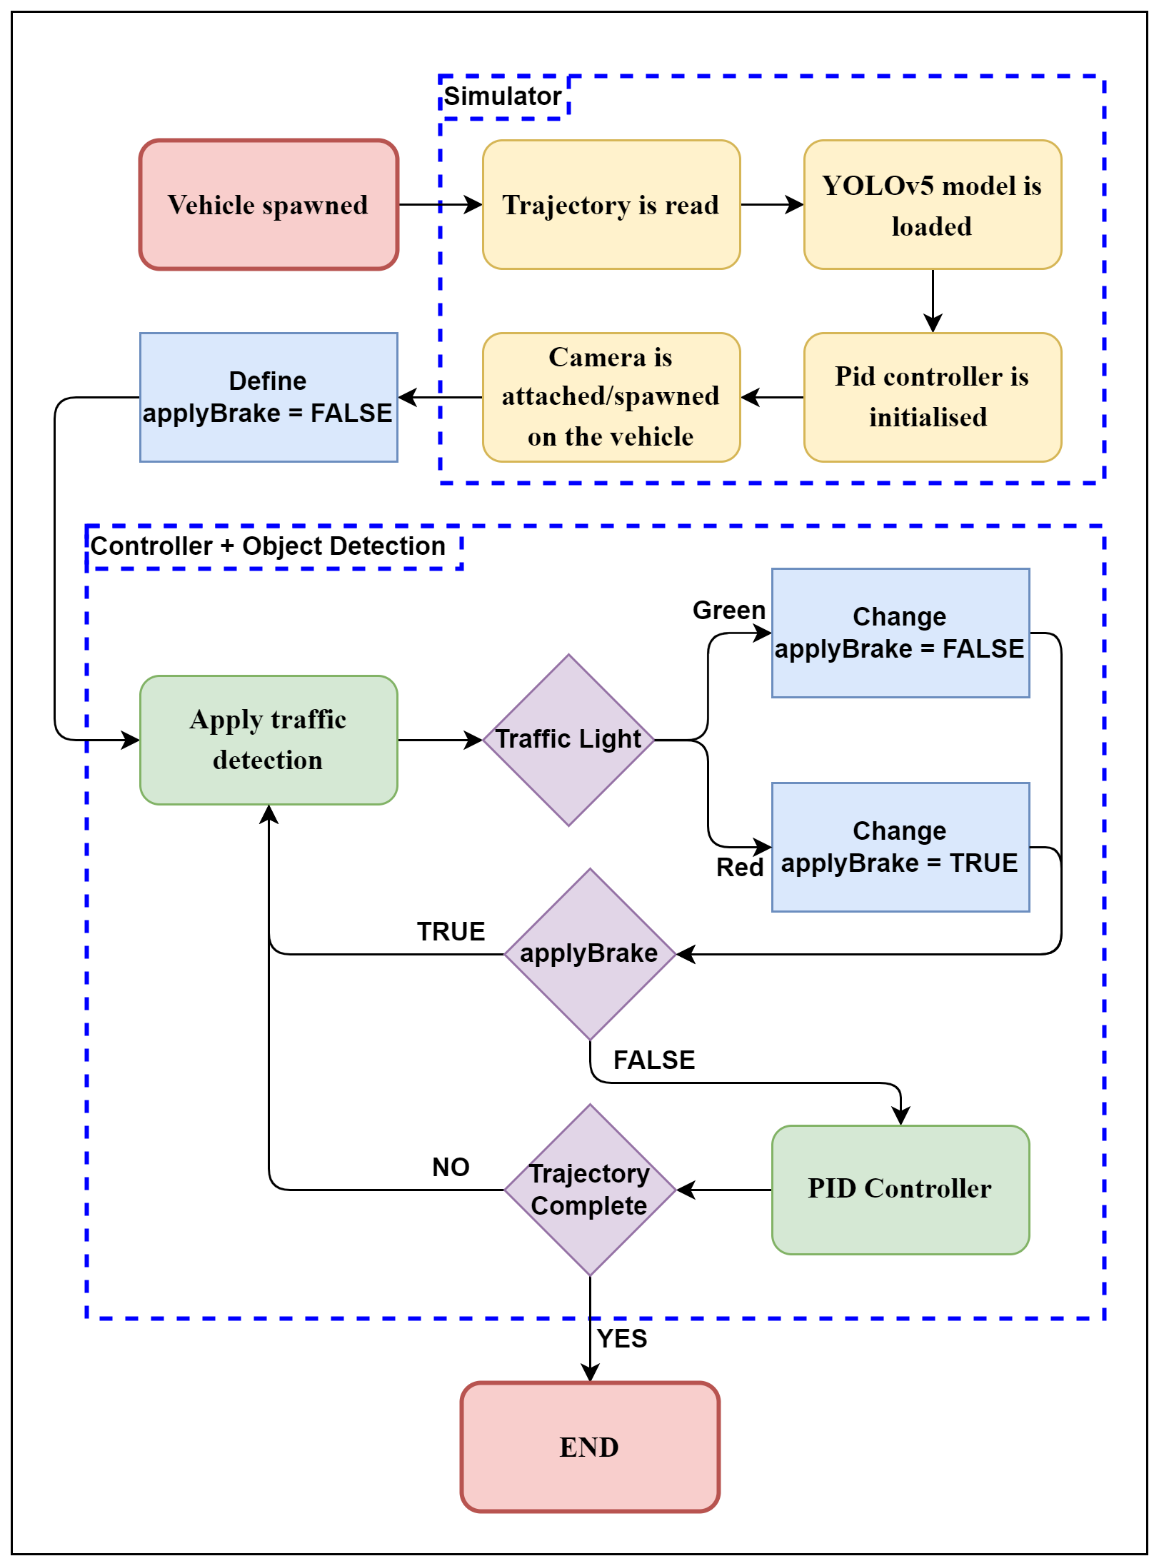 Simulator
Vehicle spawned
Trajectory is read
YOLOv5 model is
loaded
Define
applyBrake = FALSE
Camera is
attached/spawned
on the vehicle
Pid controller is
initialised
Controller + Object Detection
Green
Change
applyBrake = FALSE
Apply traffic
detection
Traffic Light
Change
applyBrake = TRUE
Red
TRUE
applyBrake
FALSE
NO
Trajectory
Complete
PID Controller
YES
END